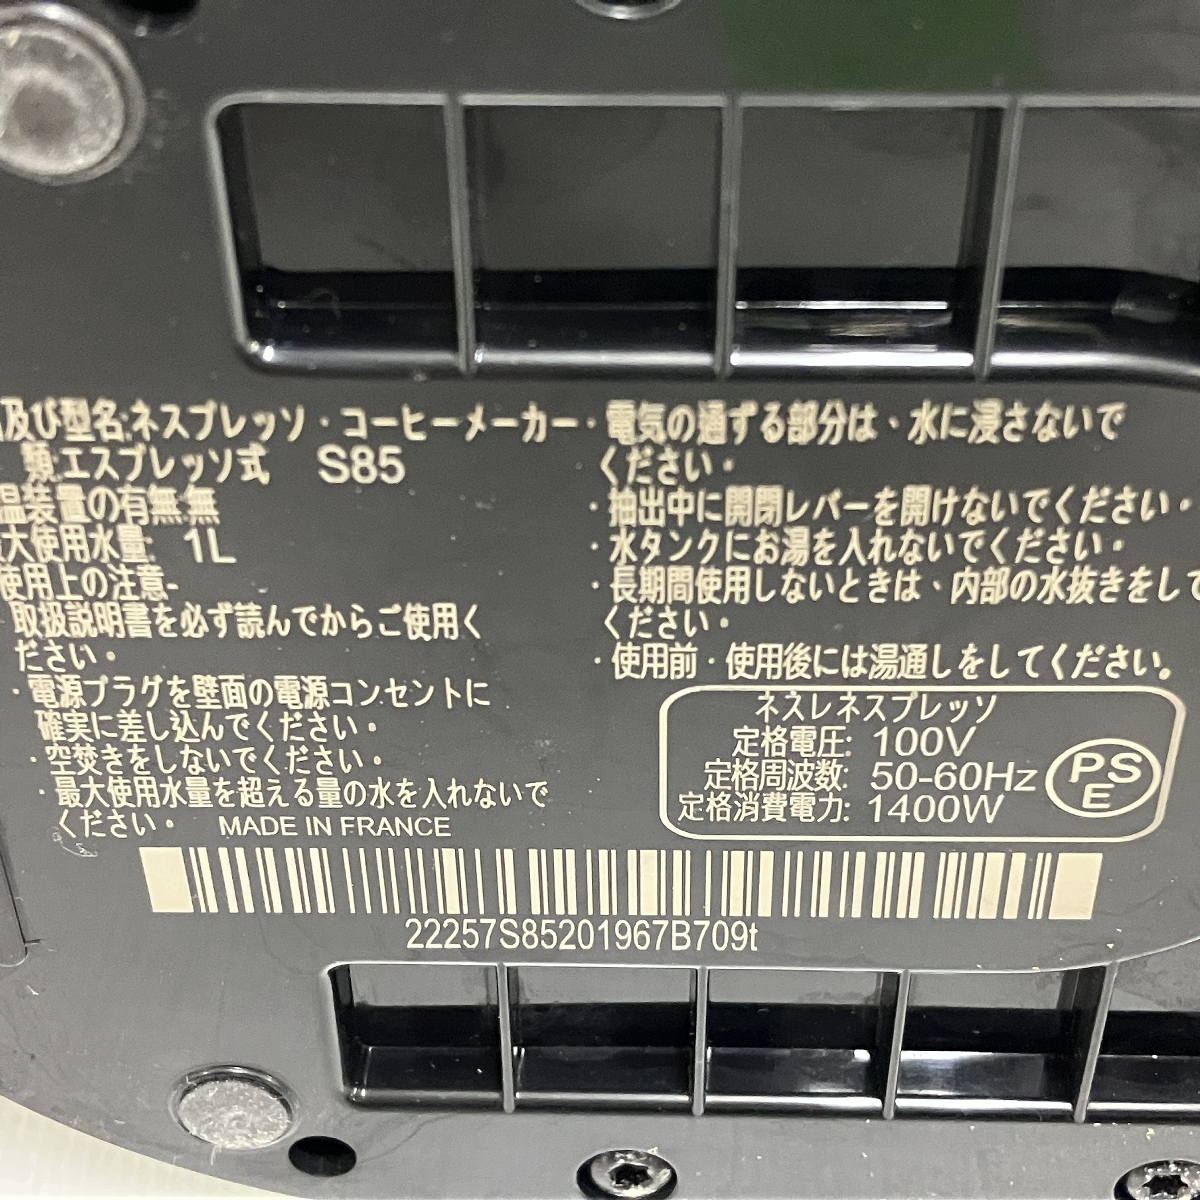 及び型名:ネスプレッソ・コーヒーメーカー
類:エスプレッソ式 S85
温装置の有無:無
大使用水量: 1L
使用上の注意-
取扱説明書を必ず読んでからご使用く
ださい。
・電源プラグを壁面の電源コンセントに
確実に差し込んでください。
・空焚きをしないでください。
・最大使用水量を超える量の水を入れないで
ください。 MADE IN FRANCE
・電気の通ずる部分は、水に浸さないで
ください。
・抽出中に開閉レバーを開けないでください。
・水タンクにお湯を入れないでください。
・長期間使用しないときは、内部の水抜きをして
ください。
・使用前・使用後には湯通しをしてください。
ネスレネスプレッソ
定格電圧: 100V
定格周波数: 50-60Hz
定格消費電力: 1400W
PS
E
22257S85201967B709t